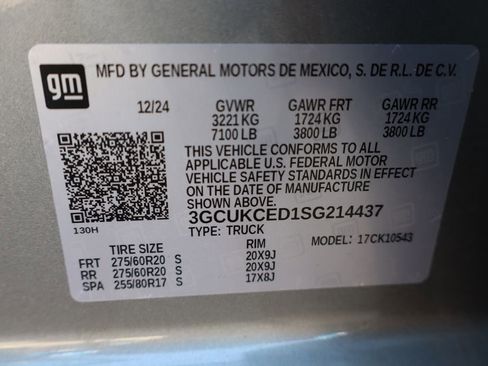 gm
MFD BY GENERAL MOTORS DE MEXICO, S. DE R.L. DE C.V.
12/24 GVWR GAWR FRT GAWR RR
3221 KG 1724 KG 1724 KG
7100 LB 3800 LB 3800 LB
THIS VEHICLE CONFORMS TO ALL
APPLICABLE U.S. FEDERAL MOTOR
VEHICLE SAFETY STANDARDS IN EFFECT
ON THE DATE OF MANUFACTURE
SHOWN ABOVE.
3GCUKCED1SG214437
130H TYPE: TRUCK MODEL: 17CK10543
TIRE SIZE RIM
FRT 275/60R20 S 20X9J
RR 275/60R20 S 20X9J
SPA 255/80R17 S 17X8J